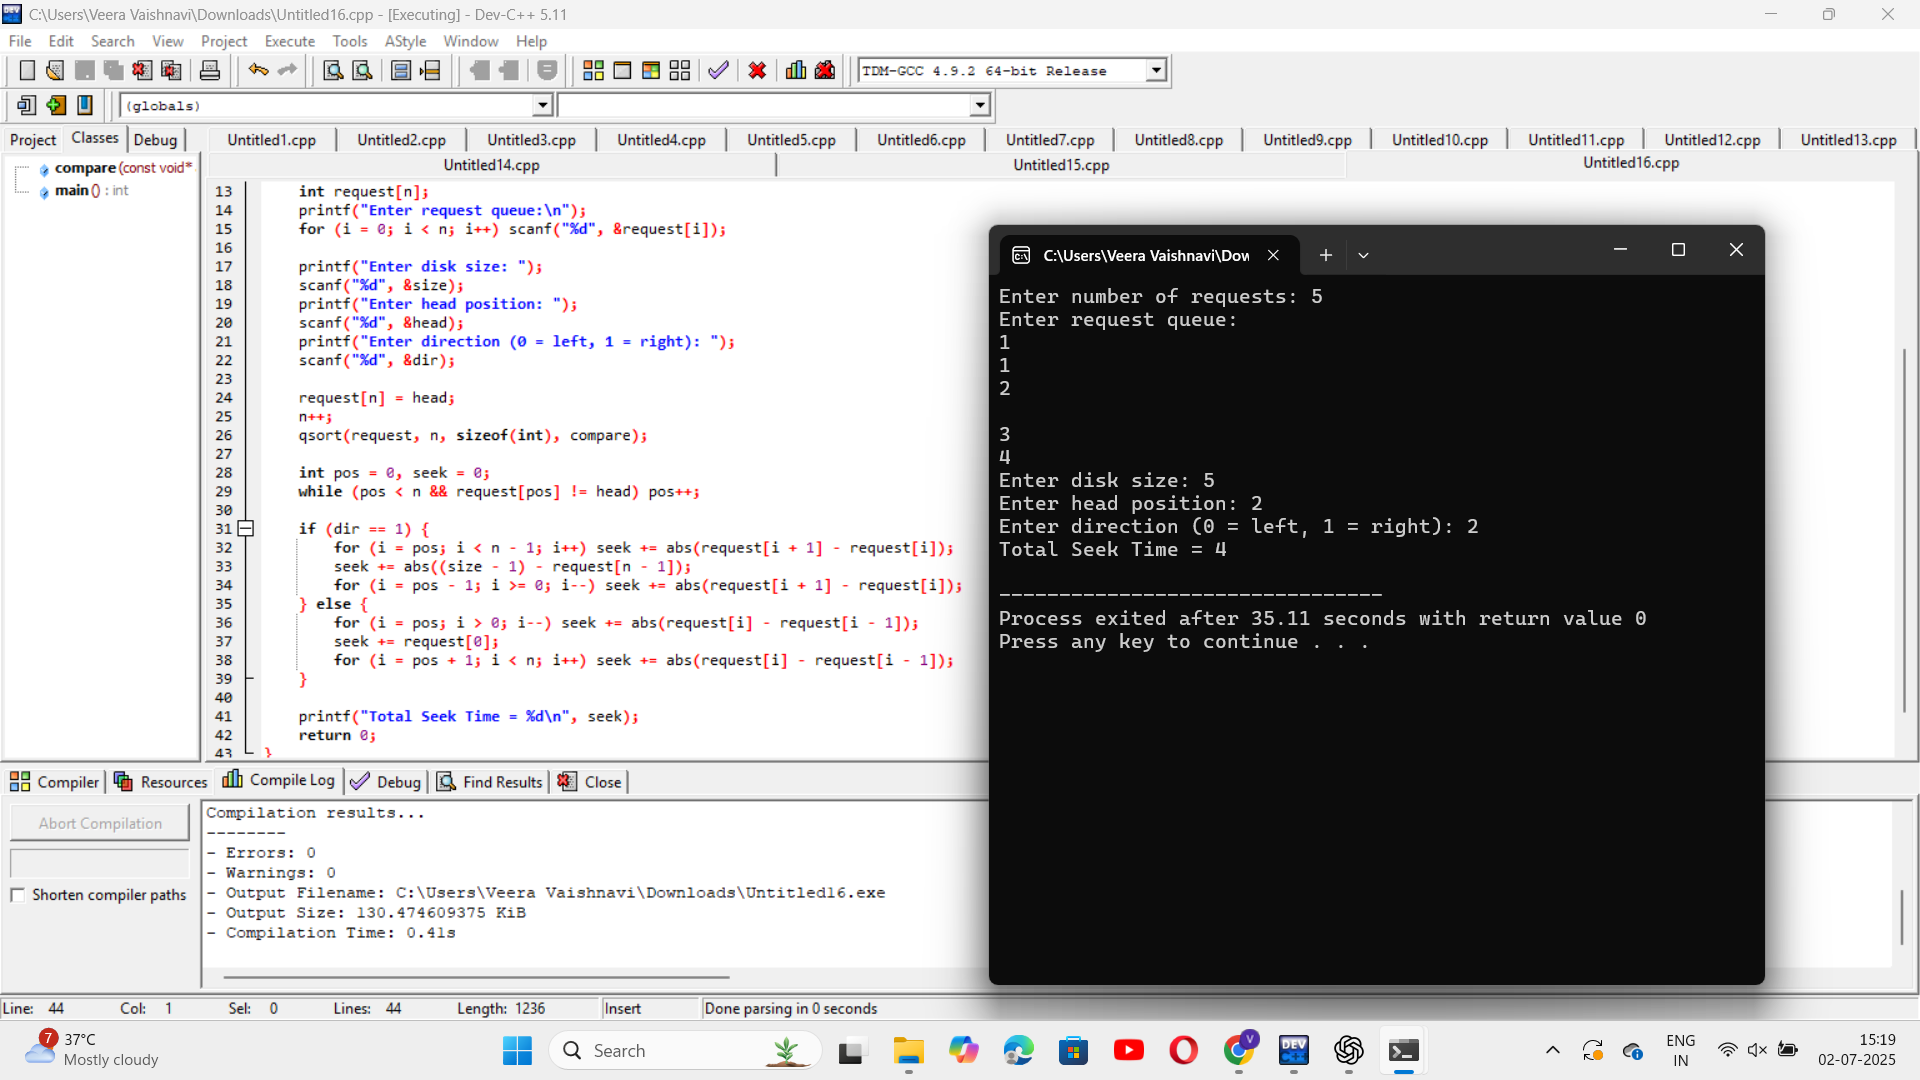 C:\Users\Veera Vaishnavi\Downloads\Untitled16.cpp - [Executing] - Dev-C++ 5.11
File Edit Search View Project Execute Tools AStyle Window Help
TDM-GCC 4.9.2 64-bit Release
(globals)
Project Classes Debug
Untitled1.cpp Untitled2.cpp Untitled3.cpp Untitled4.cpp Untitled5.cpp Untitled6.cpp Untitled7.cpp Untitled8.cpp Untitled9.cpp Untitled10.cpp Untitled11.cpp Untitled12.cpp Untitled13.cpp
Untitled14.cpp Untitled15.cpp Untitled16.cpp
compare (const void*
main () : int
13 int request[n];
14 printf("Enter request queue:\n");
15 for (i = 0; i < n; i++) scanf("%d", &request[i]);
16
17 printf("Enter disk size: ");
18 scanf("%d", &size);
19 printf("Enter head position: ");
20 scanf("%d", &head);
21 printf("Enter direction (0 = left, 1 = right): ");
22 scanf("%d", &dir);
23
24 request[n] = head;
25 n++;
26 qsort(request, n, sizeof(int), compare);
27
28 int pos = 0, seek = 0;
29 while (pos < n && request[pos] != head) pos++;
30
31 if (dir == 1) {
32 for (i = pos; i < n - 1; i++) seek += abs(request[i + 1] - request[i]);
33 seek += abs((size - 1) - request[n - 1]);
34 for (i = pos - 1; i >= 0; i--) seek += abs(request[i + 1] - request[i]);
35 } else {
36 for (i = pos; i > 0; i--) seek += abs(request[i] - request[i - 1]);
37 seek += request[0];
38 for (i = pos + 1; i < n; i++) seek += abs(request[i] - request[i - 1]);
39 }
40
41 printf("Total Seek Time = %d\n", seek);
42 return 0;
43 }
C:\Users\Veera Vaishnavi\Dow
Enter number of requests: 5
Enter request queue:
1
1
2
3
4
Enter disk size: 5
Enter head position: 2
Enter direction (0 = left, 1 = right): 2
Total Seek Time = 4
--------------------------------
Process exited after 35.11 seconds with return value 0
Press any key to continue . . .
Compiler Resources Compile Log Debug Find Results Close
Abort Compilation
Shorten compiler paths
Compilation results...
--------
- Errors: 0
- Warnings: 0
- Output Filename: C:\Users\Veera Vaishnavi\Downloads\Untitled16.exe
- Output Size: 130.474609375 KiB
- Compilation Time: 0.41s
Line: 44 Col: 1 Sel: 0 Lines: 44 Length: 1236 Insert Done parsing in 0 seconds
7
37°C
Mostly cloudy
Search
V
DEV
ENG
IN
15:19
02-07-2025